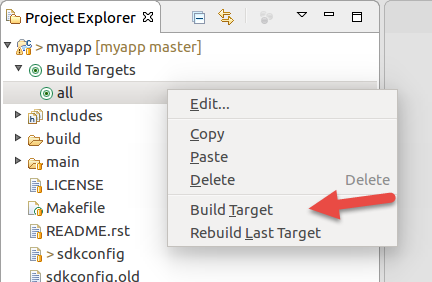 Project Explorer
> myapp [myapp master]
Build Targets
all
Includes
build
main
LICENSE
Makefile
README.rst
> sdkconfig
sdkconfig.old
Edit...
Copy
Paste
Delete Delete
Build Target
Rebuild Last Target